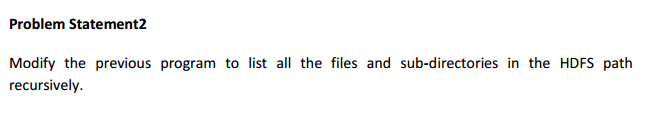 Problem Statement2
Modify the previous program to list all the files and sub-directories in the HDFS path
recursively.